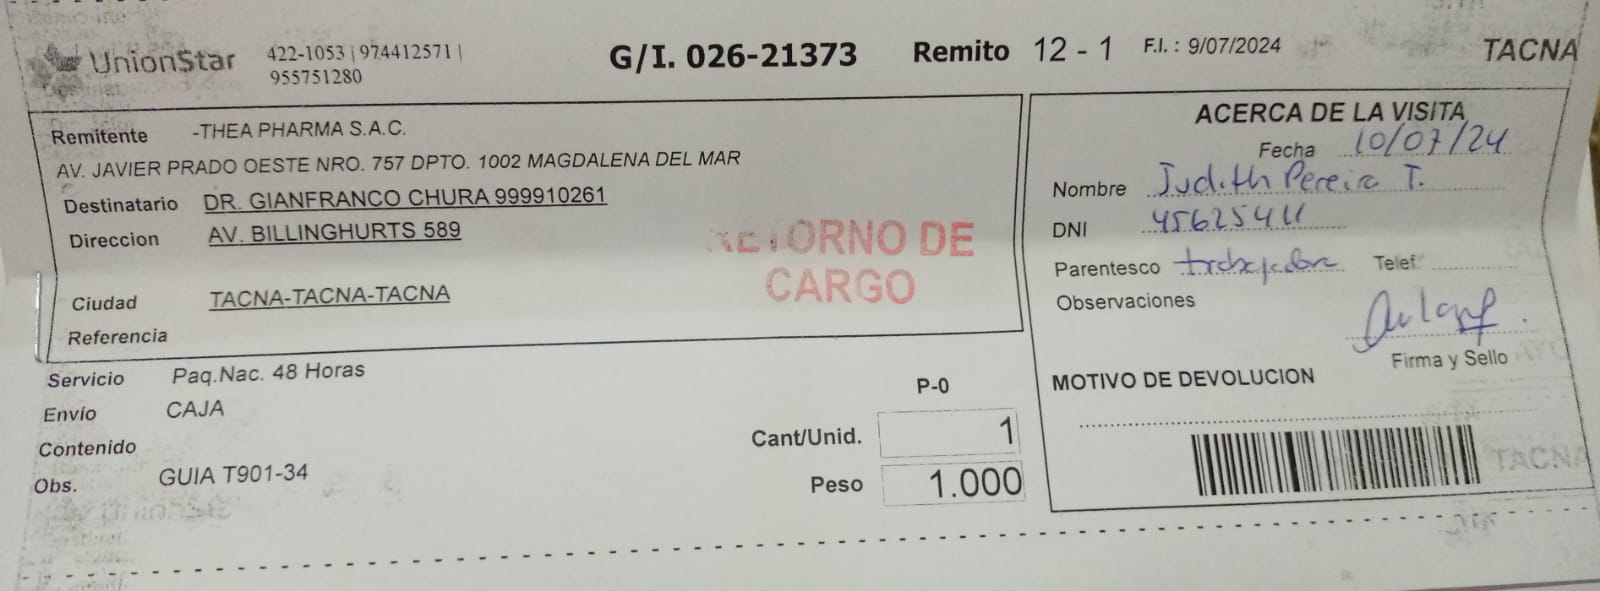 UnionStar 422-1053 | 974412571 |
955751280
G/I. 026-21373 Remito 12 - 1 F.I. : 9/07/2024 TACNA
Remitente -THEA PHARMA S.A.C.
AV. JAVIER PRADO OESTE NRO. 757 DPTO. 1002 MAGDALENA DEL MAR
Destinatario DR. GIANFRANCO CHURA 999910261
Direccion AV. BILLINGHURTS 589
RETORNO DE
CARGO
Ciudad TACNA-TACNA-TACNA
Referencia
Servicio Paq.Nac. 48 Horas
Envío CAJA
Contenido
Obs. GUIA T901-34
P-0
Cant/Unid. 1
Peso 1.000
ACERCA DE LA VISITA
Fecha 10/07/24
Nombre Judith Pereira T.
DNI 45625411
Parentesco trabajadora Telef.
Observaciones
Firma y Sello
MOTIVO DE DEVOLUCION
TACNA